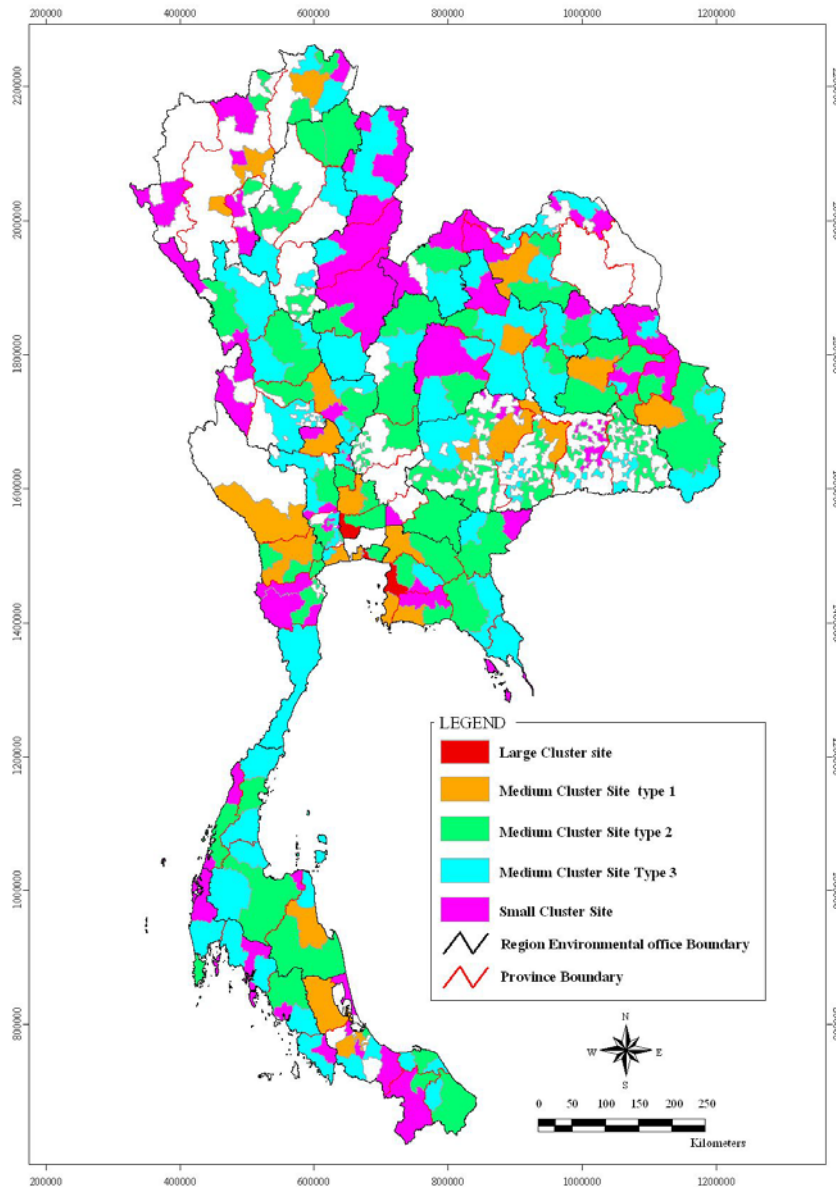 200000 400000 600000 800000 1000000 1200000
2200000
2000000
1800000
1600000
1400000
1200000
1000000
800000
LEGEND
Large Cluster site
Medium Cluster Site type 1
Medium Cluster Site type 2
Medium Cluster Site Type 3
Small Cluster Site
Region Environmental office Boundary
Province Boundary
N
W E
S
0 50 100 150 200 250
Kilometers
200000 400000 600000 800000 1000000 1200000